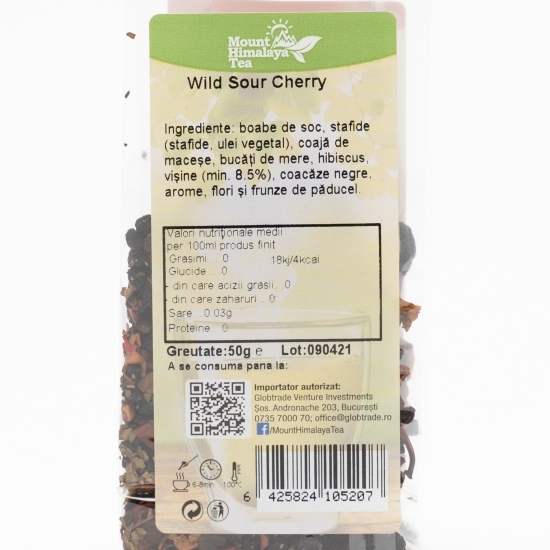 Mount
Himalaya
Tea
Wild Sour Cherry
Ingrediente: boabe de soc, stafide
(stafide, ulei vegetal), coajă de
maceșe, bucăți de mere, hibiscus,
vișine (min. 8.5%), coacăze negre,
arome, flori și frunze de păducel.
Valori nutriționale medii
per 100ml produs finit
Grasimi 0 18kj/4kcal
Glucide 0
- din care acizii grasii 0
- din care zaharuri 0
Sare 0.03g
Proteine 0
Greutate:50g e Lot:090421
A se consuma pana la:
Importator autorizat:
Globtrade Venture Investments
Șos. Andronache 203, București
0735 7000 70; office@globtrade.ro
f/MountHimalayaTea
6-8min 100°C
6 425824 105207